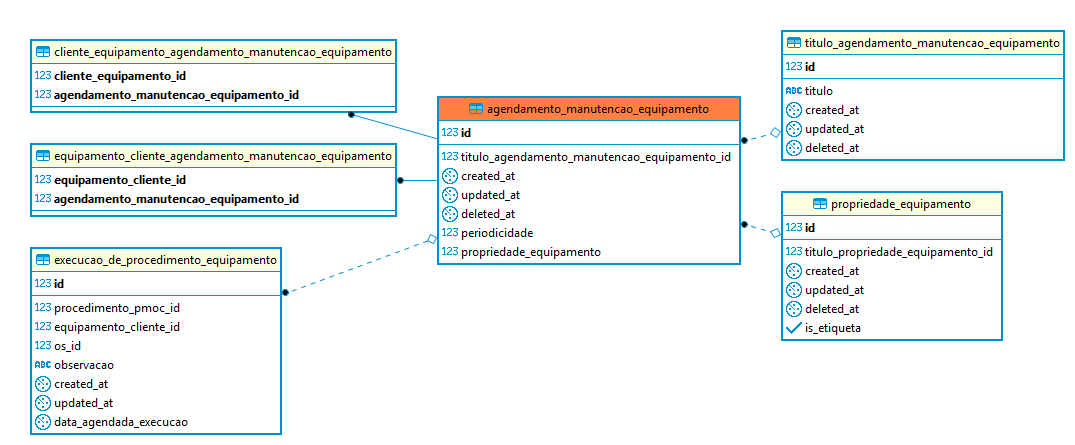 cliente_equipamento_agendamento_manutencao_equipamento
123 cliente_equipamento_id
123 agendamento_manutencao_equipamento_id
equipamento_cliente_agendamento_manutencao_equipamento
123 equipamento_cliente_id
123 agendamento_manutencao_equipamento_id
execucao_de_procedimento_equipamento
123 id
123 procedimento_pmoc_id
123 equipamento_cliente_id
123 os_id
ABC observacao
created_at
updated_at
data_agendada_execucao
agendamento_manutencao_equipamento
123 id
123 titulo_agendamento_manutencao_equipamento_id
created_at
updated_at
deleted_at
123 periodicidade
123 propriedade_equipamento
titulo_agendamento_manutencao_equipamento
123 id
ABC titulo
created_at
updated_at
deleted_at
propriedade_equipamento
123 id
123 titulo_propriedade_equipamento_id
created_at
updated_at
deleted_at
is_etiqueta